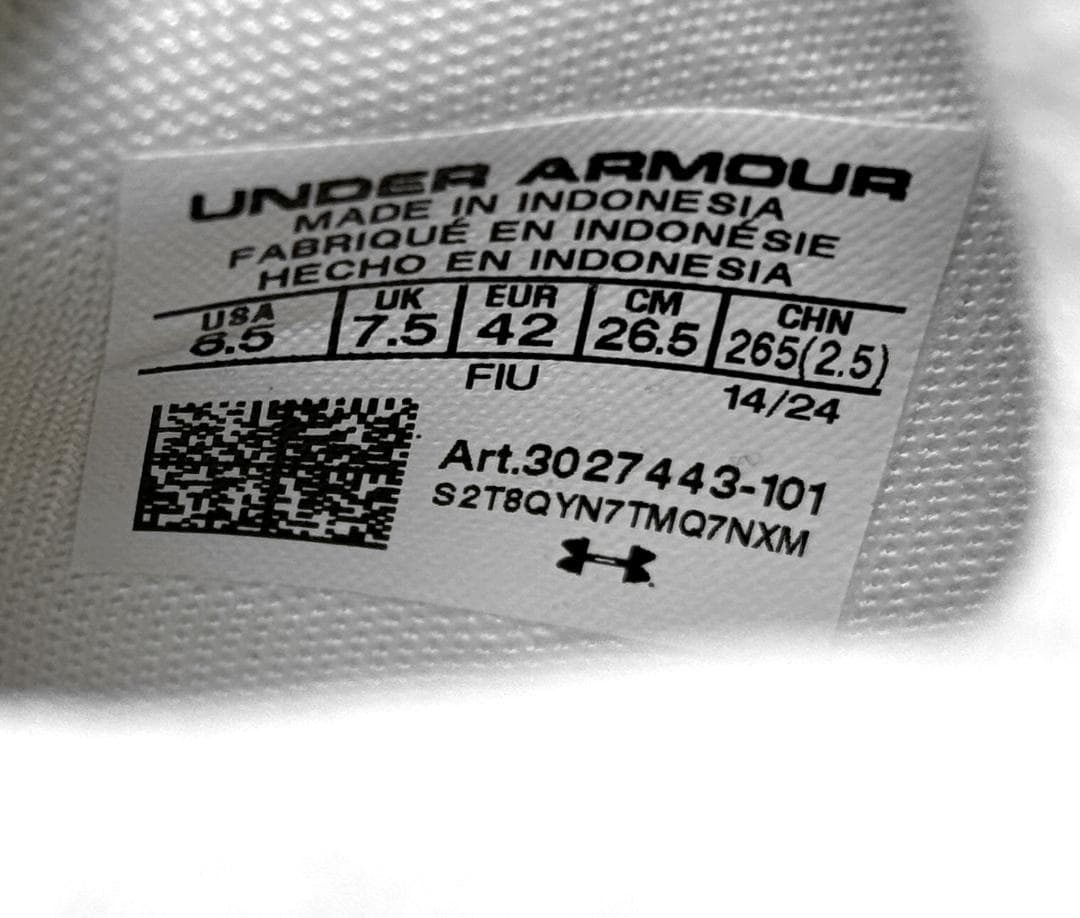 UNDER ARMOUR
MADE IN INDONESIA
FABRIQUÉ EN INDONÉSIE
HECHO EN INDONESIA
USA UK EUR CM CHN
8.5 7.5 42 26.5 265(2.5)
FIU 14/24
Art.3027443-101
S2T8QYN7TMQ7NXM